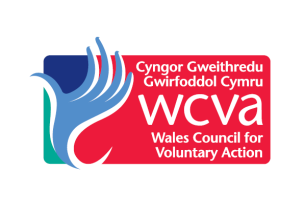 Cyngor Gweithredu
Gwirfoddol Cymru
wcva
Wales Council for
Voluntary Action